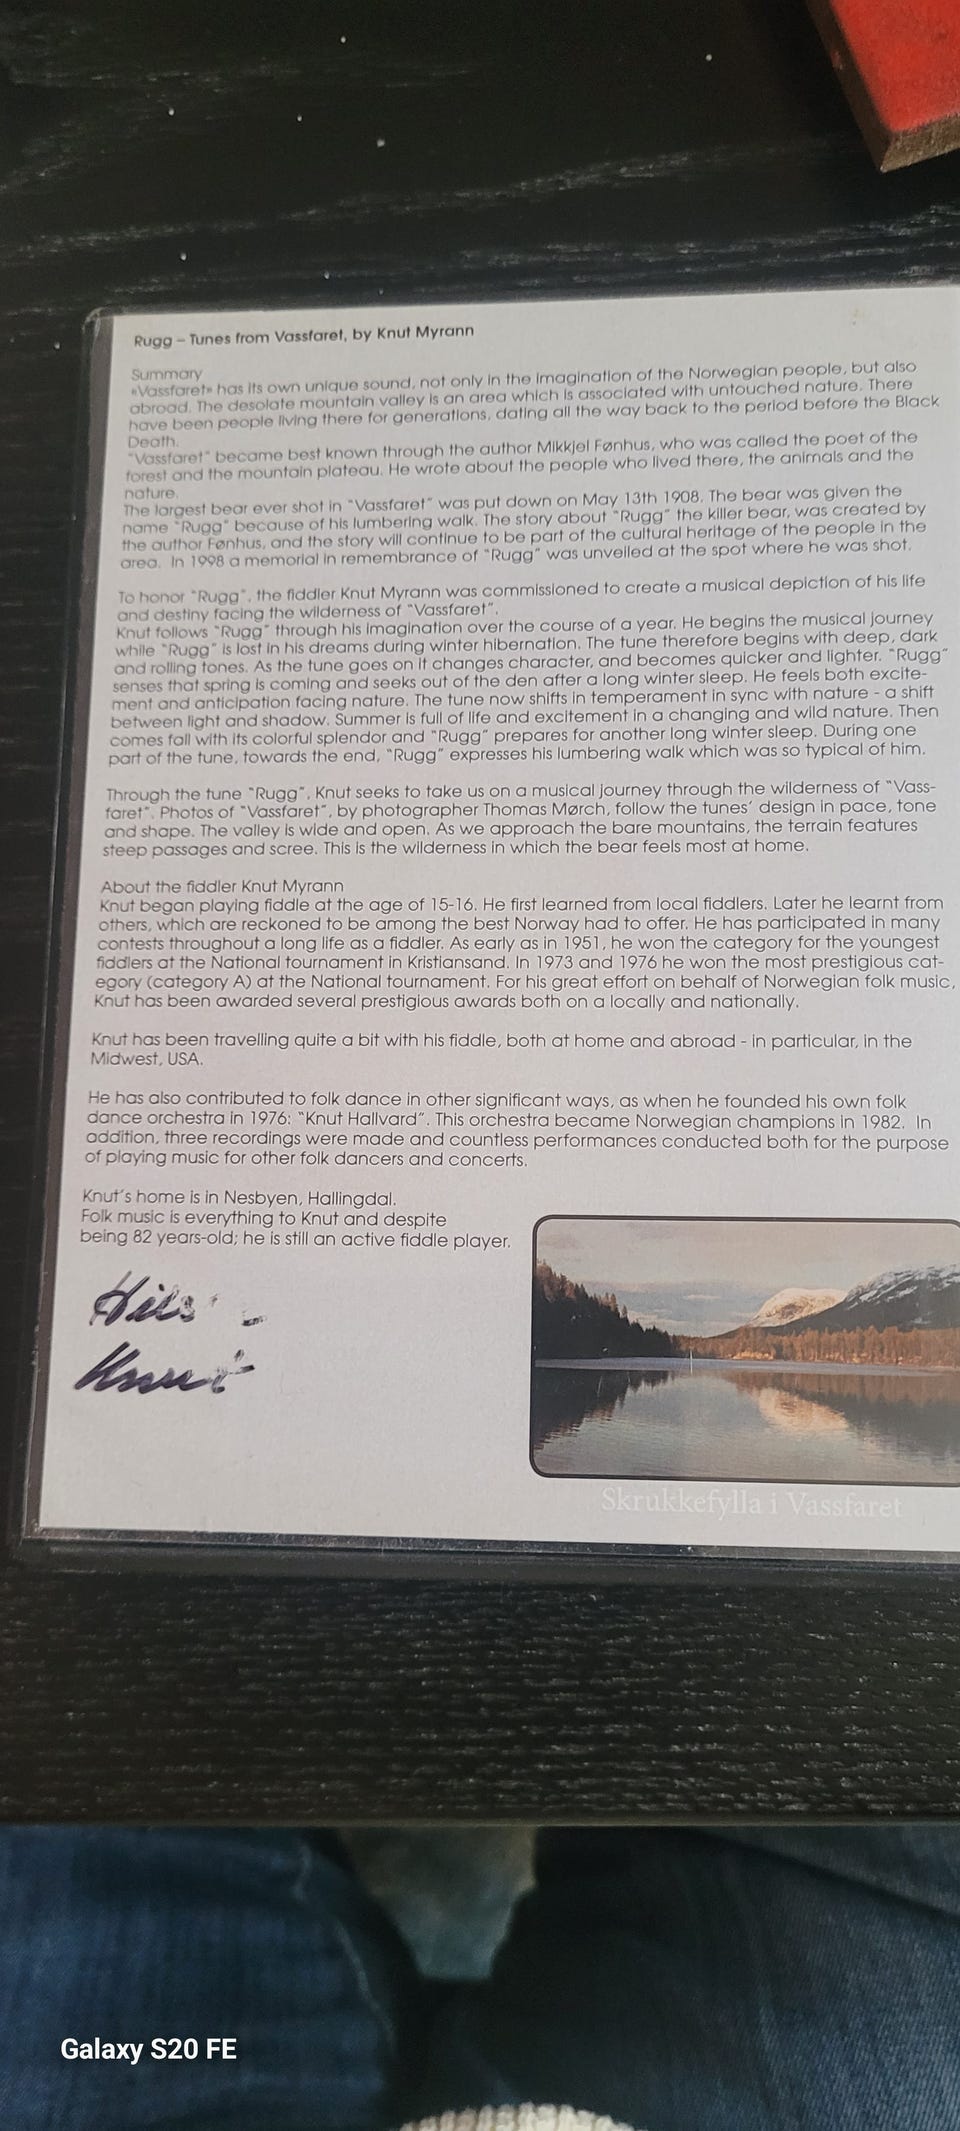 Rugg – Tunes from Vassfaret, by Knut Myrann
Summary
«Vassfaret» has its own unique sound, not only in the imagination of the Norwegian people, but also
abroad. The desolate mountain valley is an area which is associated with untouched nature. There
have been people living there for generations, dating all the way back to the period before the Black
Death.
"Vassfaret" became best known through the author Mikkjel Fønhus, who was called the poet of the
forest and the mountain plateau. He wrote about the people who lived there, the animals and the
nature.
The largest bear ever shot in "Vassfaret" was put down on May 13th 1908. The bear was given the
name "Rugg" because of his lumbering walk. The story about "Rugg" the killer bear, was created by
the author Fønhus, and the story will continue to be part of the cultural heritage of the people in the
area. In 1998 a memorial in remembrance of "Rugg" was unveiled at the spot where he was shot.
To honor "Rugg", the fiddler Knut Myrann was commissioned to create a musical depiction of his life
and destiny facing the wilderness of "Vassfaret".
Knut follows "Rugg" through his imagination over the course of a year. He begins the musical journey
while "Rugg" is lost in his dreams during winter hibernation. The tune therefore begins with deep, dark
and rolling tones. As the tune goes on it changes character, and becomes quicker and lighter. "Rugg"
senses that spring is coming and seeks out of the den after a long winter sleep. He feels both excite-
ment and anticipation facing nature. The tune now shifts in temperament in sync with nature - a shift
between light and shadow. Summer is full of life and excitement in a changing and wild nature. Then
comes fall with its colorful splendor and "Rugg" prepares for another long winter sleep. During one
part of the tune, towards the end, "Rugg" expresses his lumbering walk which was so typical of him.
Through the tune "Rugg", Knut seeks to take us on a musical journey through the wilderness of "Vass-
faret". Photos of "Vassfaret", by photographer Thomas Mørch, follow the tunes' design in pace, tone
and shape. The valley is wide and open. As we approach the bare mountains, the terrain features
steep passages and scree. This is the wilderness in which the bear feels most at home.
About the fiddler Knut Myrann
Knut began playing fiddle at the age of 15-16. He first learned from local fiddlers. Later he learnt from
others, which are reckoned to be among the best Norway had to offer. He has participated in many
contests throughout a long life as a fiddler. As early as in 1951, he won the category for the youngest
fiddlers at the National tournament in Kristiansand. In 1973 and 1976 he won the most prestigious cat-
egory (category A) at the National tournament. For his great effort on behalf of Norwegian folk music,
Knut has been awarded several prestigious awards both on a locally and nationally.
Knut has been travelling quite a bit with his fiddle, both at home and abroad - in particular, in the
Midwest, USA.
He has also contributed to folk dance in other significant ways, as when he founded his own folk
dance orchestra in 1976: "Knut Hallvard". This orchestra became Norwegian champions in 1982. In
addition, three recordings were made and countless performances conducted both for the purpose
of playing music for other folk dancers and concerts.
Knut's home is in Nesbyen, Hallingdal.
Folk music is everything to Knut and despite
being 82 years-old; he is still an active fiddle player.
Knut
Skrukkefylla i Vassfaret
Galaxy S20 FE